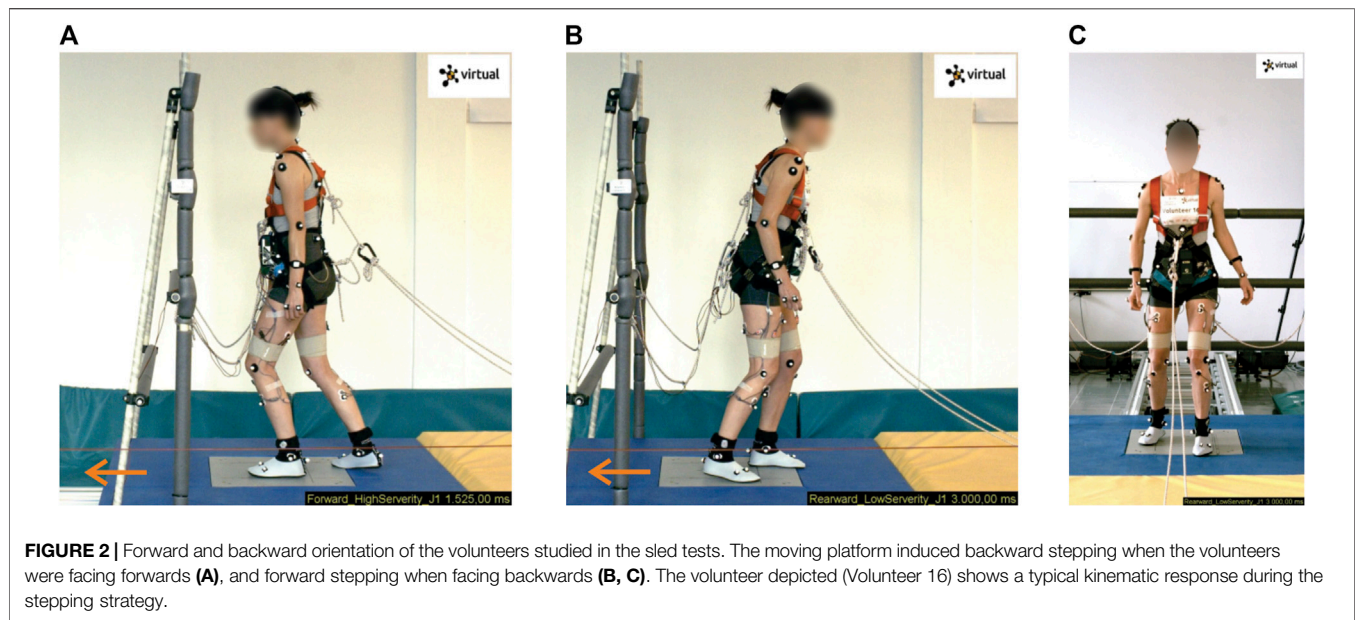 A
B
C
virtual
virtual
virtual
volunteer 16
Forward_HighServerity_J1 1.525,00 ms
Rearward_LowServerity_J1 3.000,00 ms
Rearward_LowServerity_J1 3.000,00 ms
FIGURE 2 | Forward and backward orientation of the volunteers studied in the sled tests. The moving platform induced backward stepping when the volunteers
were facing forwards (A), and forward stepping when facing backwards (B, C). The volunteer depicted (Volunteer 16) shows a typical kinematic response during the
stepping strategy.